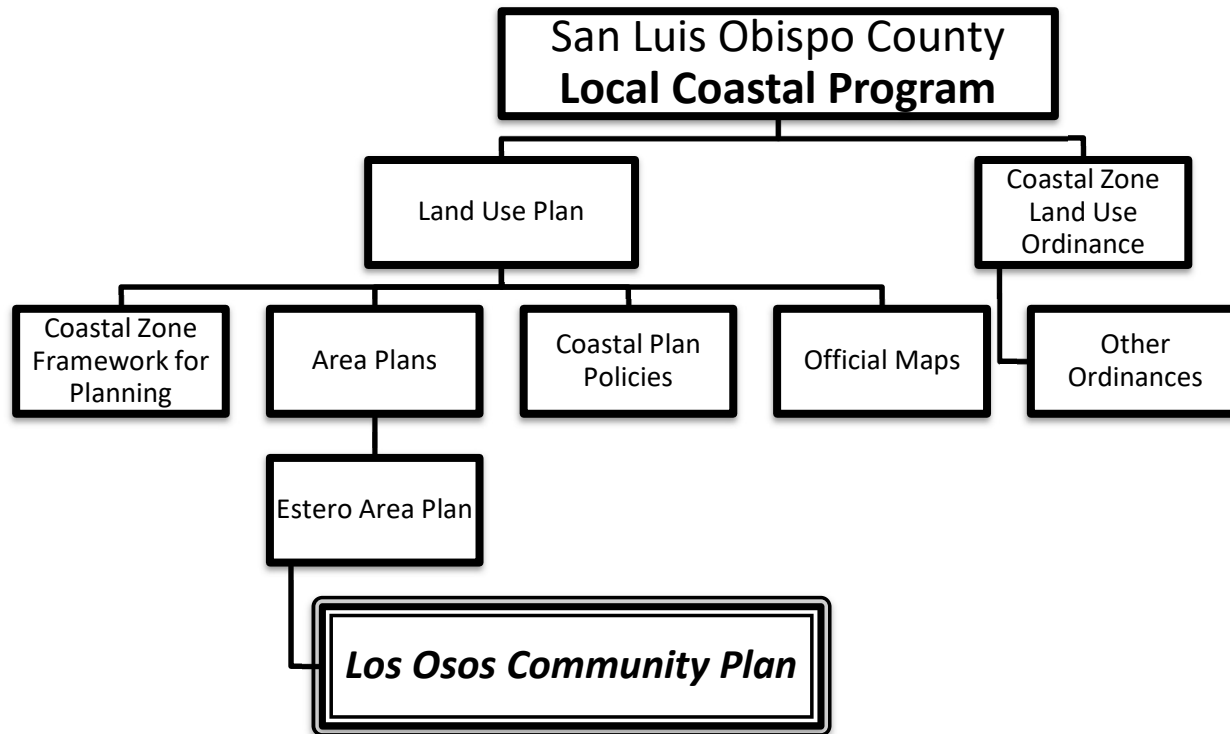 San Luis Obispo County
Local Coastal Program
Land Use Plan
Coastal Zone
Land Use
Ordinance
Coastal Zone
Framework for
Planning
Area Plans
Coastal Plan
Policies
Official Maps
Other
Ordinances
Estero Area Plan
Los Osos Community Plan